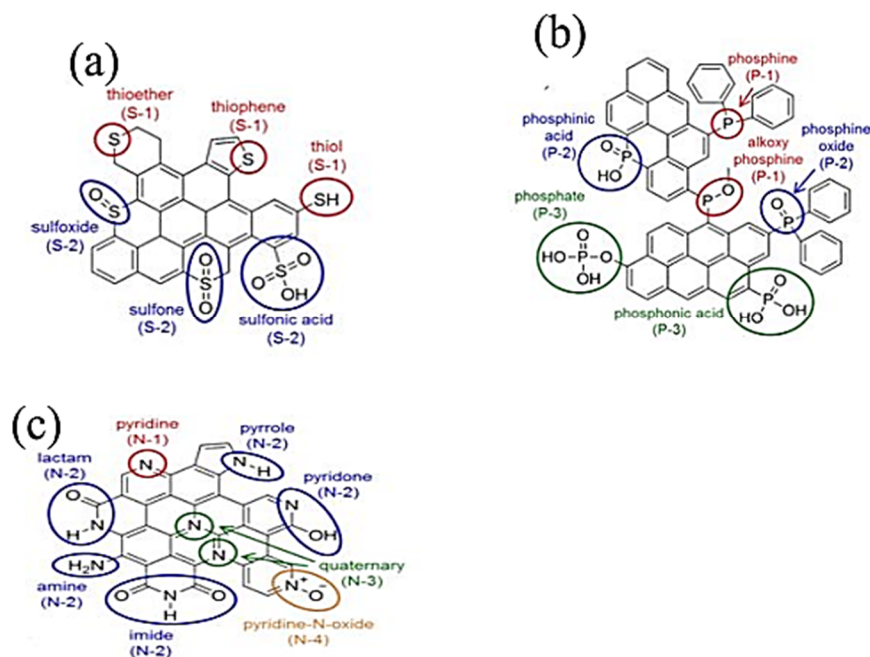 (a)
thioether
(S-1)
thiophene
(S-1)
thiol
(S-1)
S
S
SH
O
S
sulfoxide
(S-2)
O
S
O
sulfone
(S-2)
O
S
O
OH
sulfonic acid
(S-2)
(b)
phosphine
(P-1)
P
phosphinic
acid
(P-2)
O
P
HO
alkoxy
phosphine
(P-1)
P
O
phosphine
oxide
(P-2)
O
P
phosphate
(P-3)
O
HO
P
O
OH
phosphonic acid
(P-3)
O
P
HO
OH
(c)
pyridine
(N-1)
N
pyrrole
(N-2)
N
H
lactam
(N-2)
O
N
H
pyridone
(N-2)
N
OH
N
N
quaternary
(N-3)
H2N
amine
(N-2)
O
N
O
H
imide
(N-2)
N+
O-
pyridine-N-oxide
(N-4)